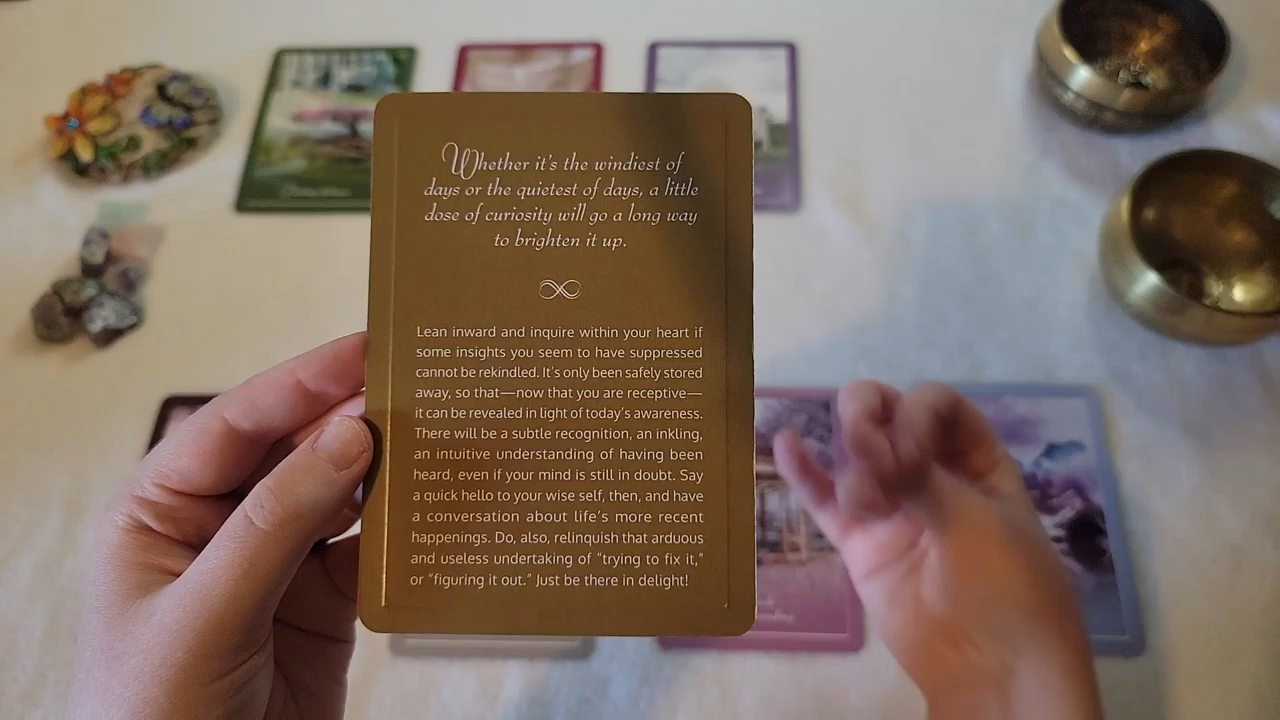 Whether it's the windiest of
days or the quietest of days, a little
dose of curiosity will go a long way
to brighten it up.
Lean inward and inquire within your heart if
some insights you seem to have suppressed
cannot be rekindled. It's only been safely stored
away, so that—now that you are receptive—
it can be revealed in light of today's awareness.
There will be a subtle recognition, an inkling,
an intuitive understanding of having been
heard, even if your mind is still in doubt. Say
a quick hello to your wise self, then, and have
a conversation about life's more recent
happenings. Do, also, relinquish that arduous
and useless undertaking of "trying to fix it,"
or "figuring it out." Just be there in delight!